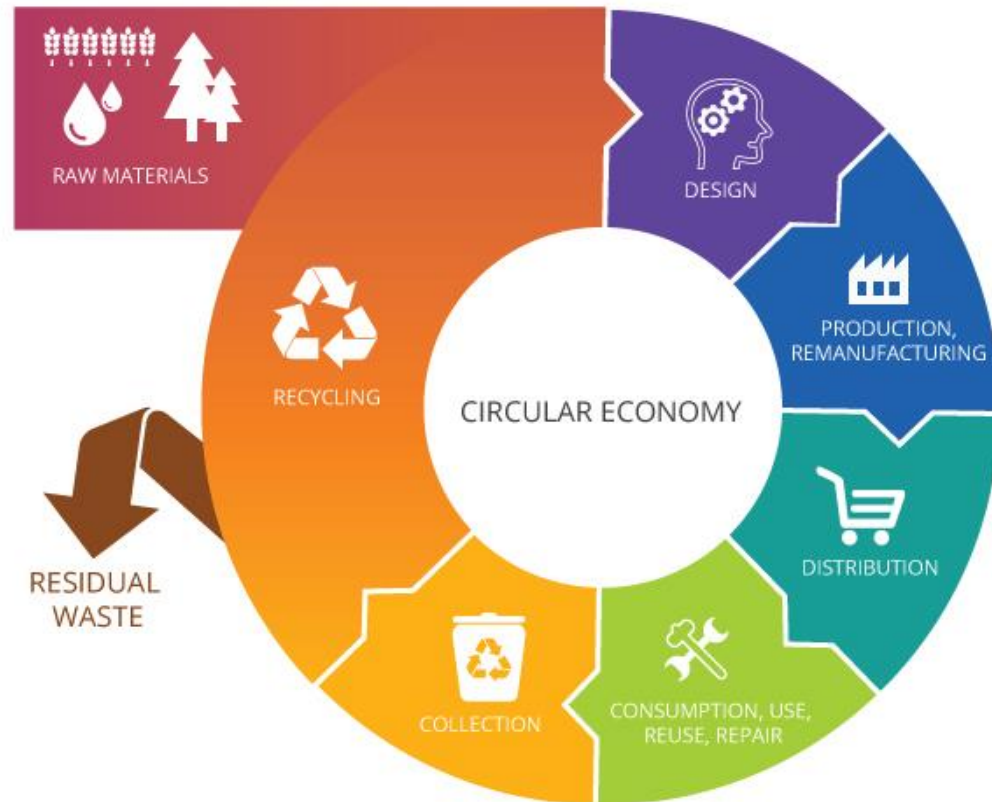 RAW MATERIALS
DESIGN
PRODUCTION,
REMANUFACTURING
RECYCLING
CIRCULAR ECONOMY
DISTRIBUTION
RESIDUAL
WASTE
COLLECTION
CONSUMPTION, USE,
REUSE, REPAIR